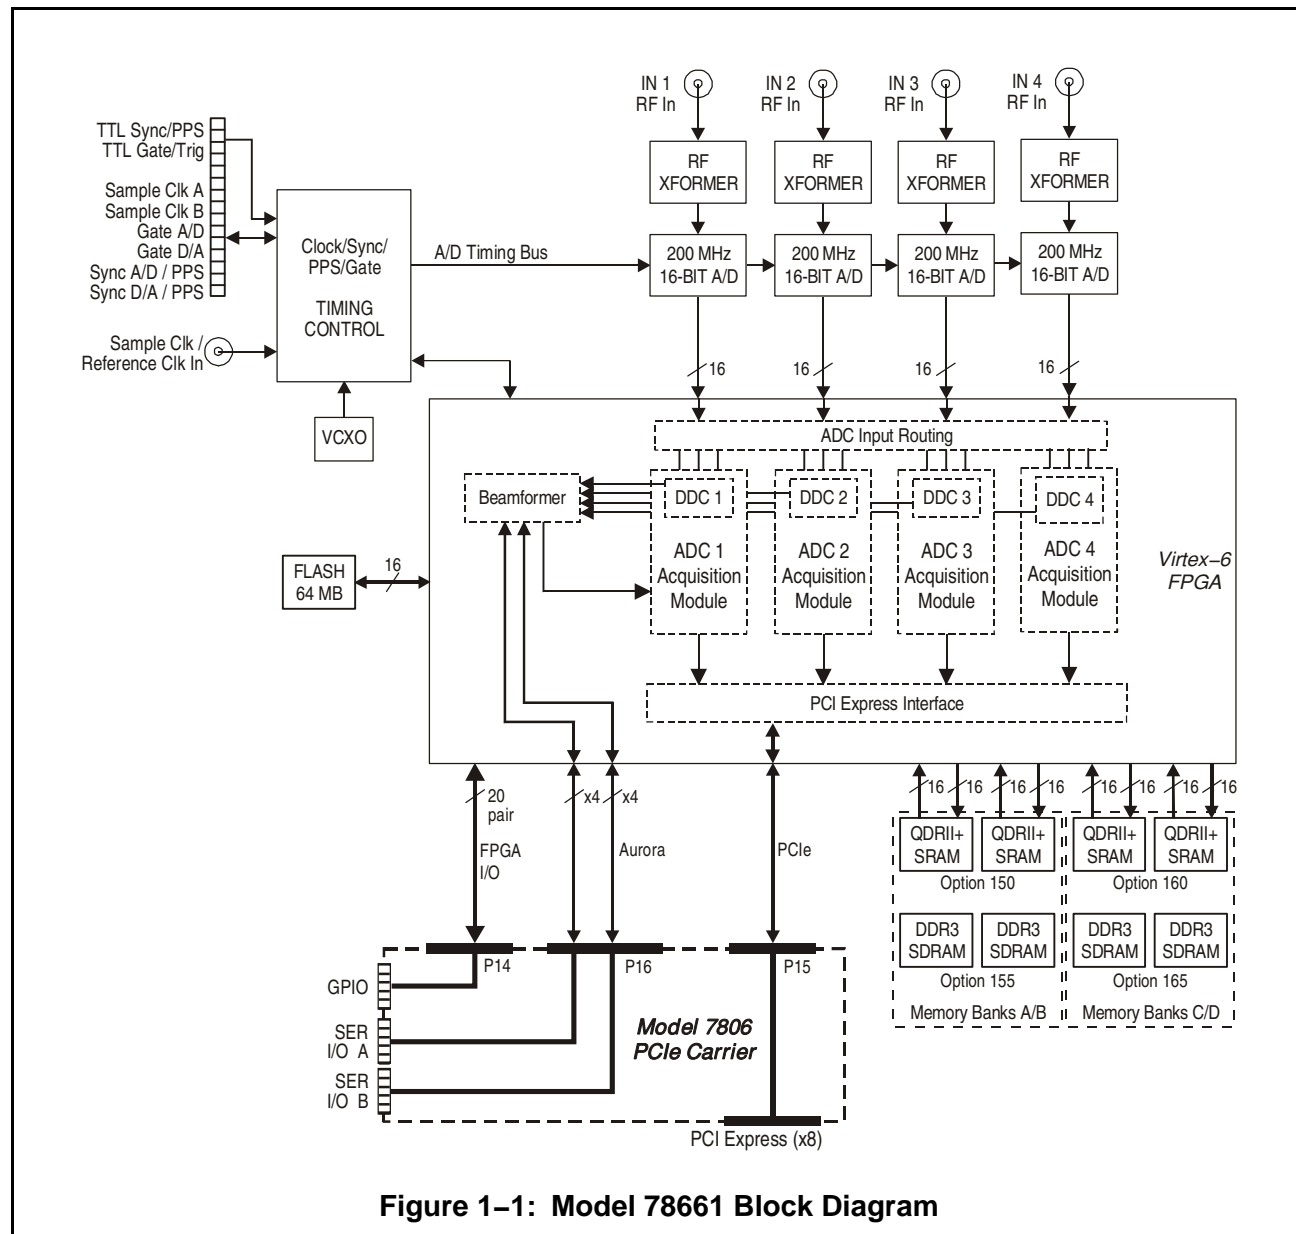 IN 1
RF In
IN 2
RF In
IN 3
RF In
IN 4
RF In
TTL Sync/PPS
TTL Gate/Trig
Sample Clk A
Sample Clk B
Gate A/D
Gate D/A
Sync A/D / PPS
Sync D/A / PPS
Sample Clk /
Reference Clk In
Clock/Sync/
PPS/Gate
TIMING
CONTROL
VCXO
A/D Timing Bus
RF
XFORMER
RF
XFORMER
RF
XFORMER
RF
XFORMER
200 MHz
16-BIT A/D
200 MHz
16-BIT A/D
200 MHz
16-BIT A/D
200 MHz
16-BIT A/D
16
16
16
16
ADC Input Routing
Beamformer
DDC 1
DDC 2
DDC 3
DDC 4
ADC 1
Acquisition
Module
ADC 2
Acquisition
Module
ADC 3
Acquisition
Module
ADC 4
Acquisition
Module
Virtex–6
FPGA
FLASH
64 MB
16
PCI Express Interface
20
pair
FPGA
I/O
x4
x4
Aurora
PCIe
16
16
16
16
16
16
16
16
QDRII+
SRAM
QDRII+
SRAM
QDRII+
SRAM
QDRII+
SRAM
Option 150
Option 160
DDR3
SDRAM
DDR3
SDRAM
DDR3
SDRAM
DDR3
SDRAM
Option 155
Option 165
Memory Banks A/B
Memory Banks C/D
P14
P16
P15
GPIO
SER
I/O A
SER
I/O B
Model 7806
PCIe Carrier
PCI Express (x8)
Figure 1–1: Model 78661 Block Diagram